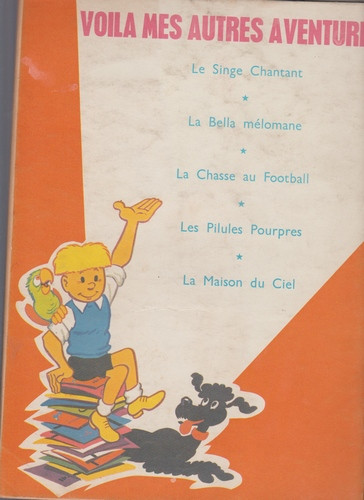 VOILA MES AUTRES AVENTURE
Le Singe Chantant
★
La Bella mélomane
★
La Chasse au Football
★
Les Pilules Pourpres
★
La Maison du Ciel